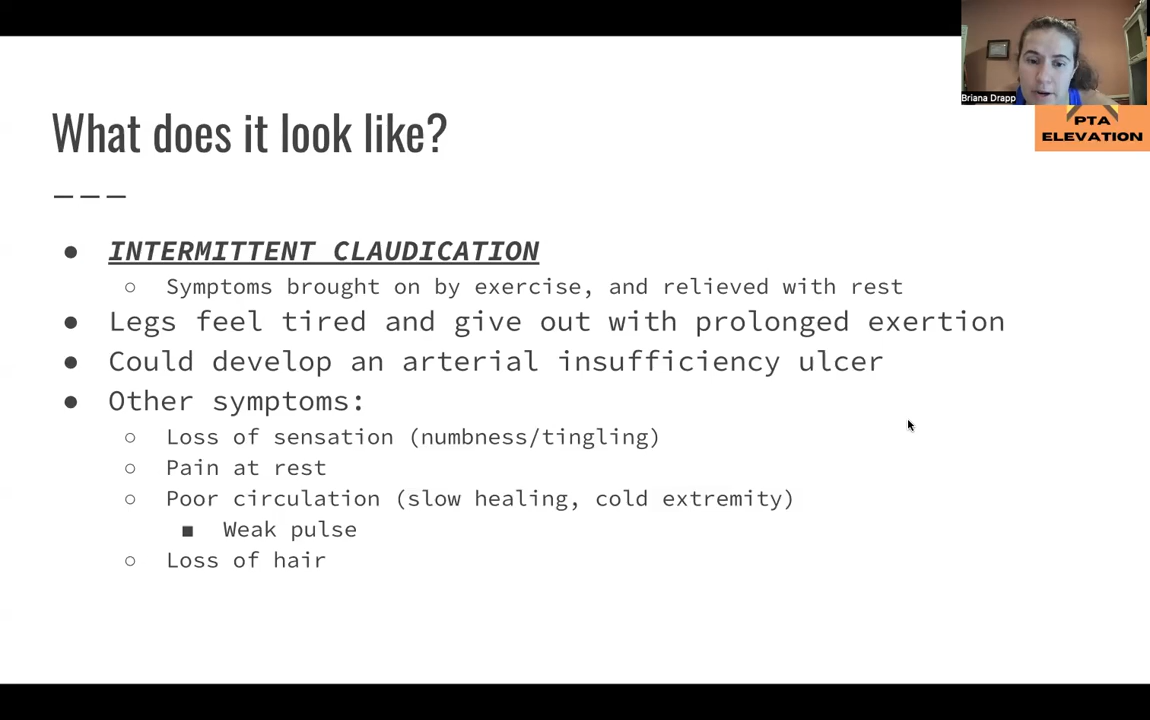 Briana Drapp
PTA
ELEVATION
What does it look like?
● INTERMITTENT CLAUDICATION
○ Symptoms brought on by exercise, and relieved with rest
● Legs feel tired and give out with prolonged exertion
● Could develop an arterial insufficiency ulcer
● Other symptoms:
○ Loss of sensation (numbness/tingling)
○ Pain at rest
○ Poor circulation (slow healing, cold extremity)
■ Weak pulse
○ Loss of hair